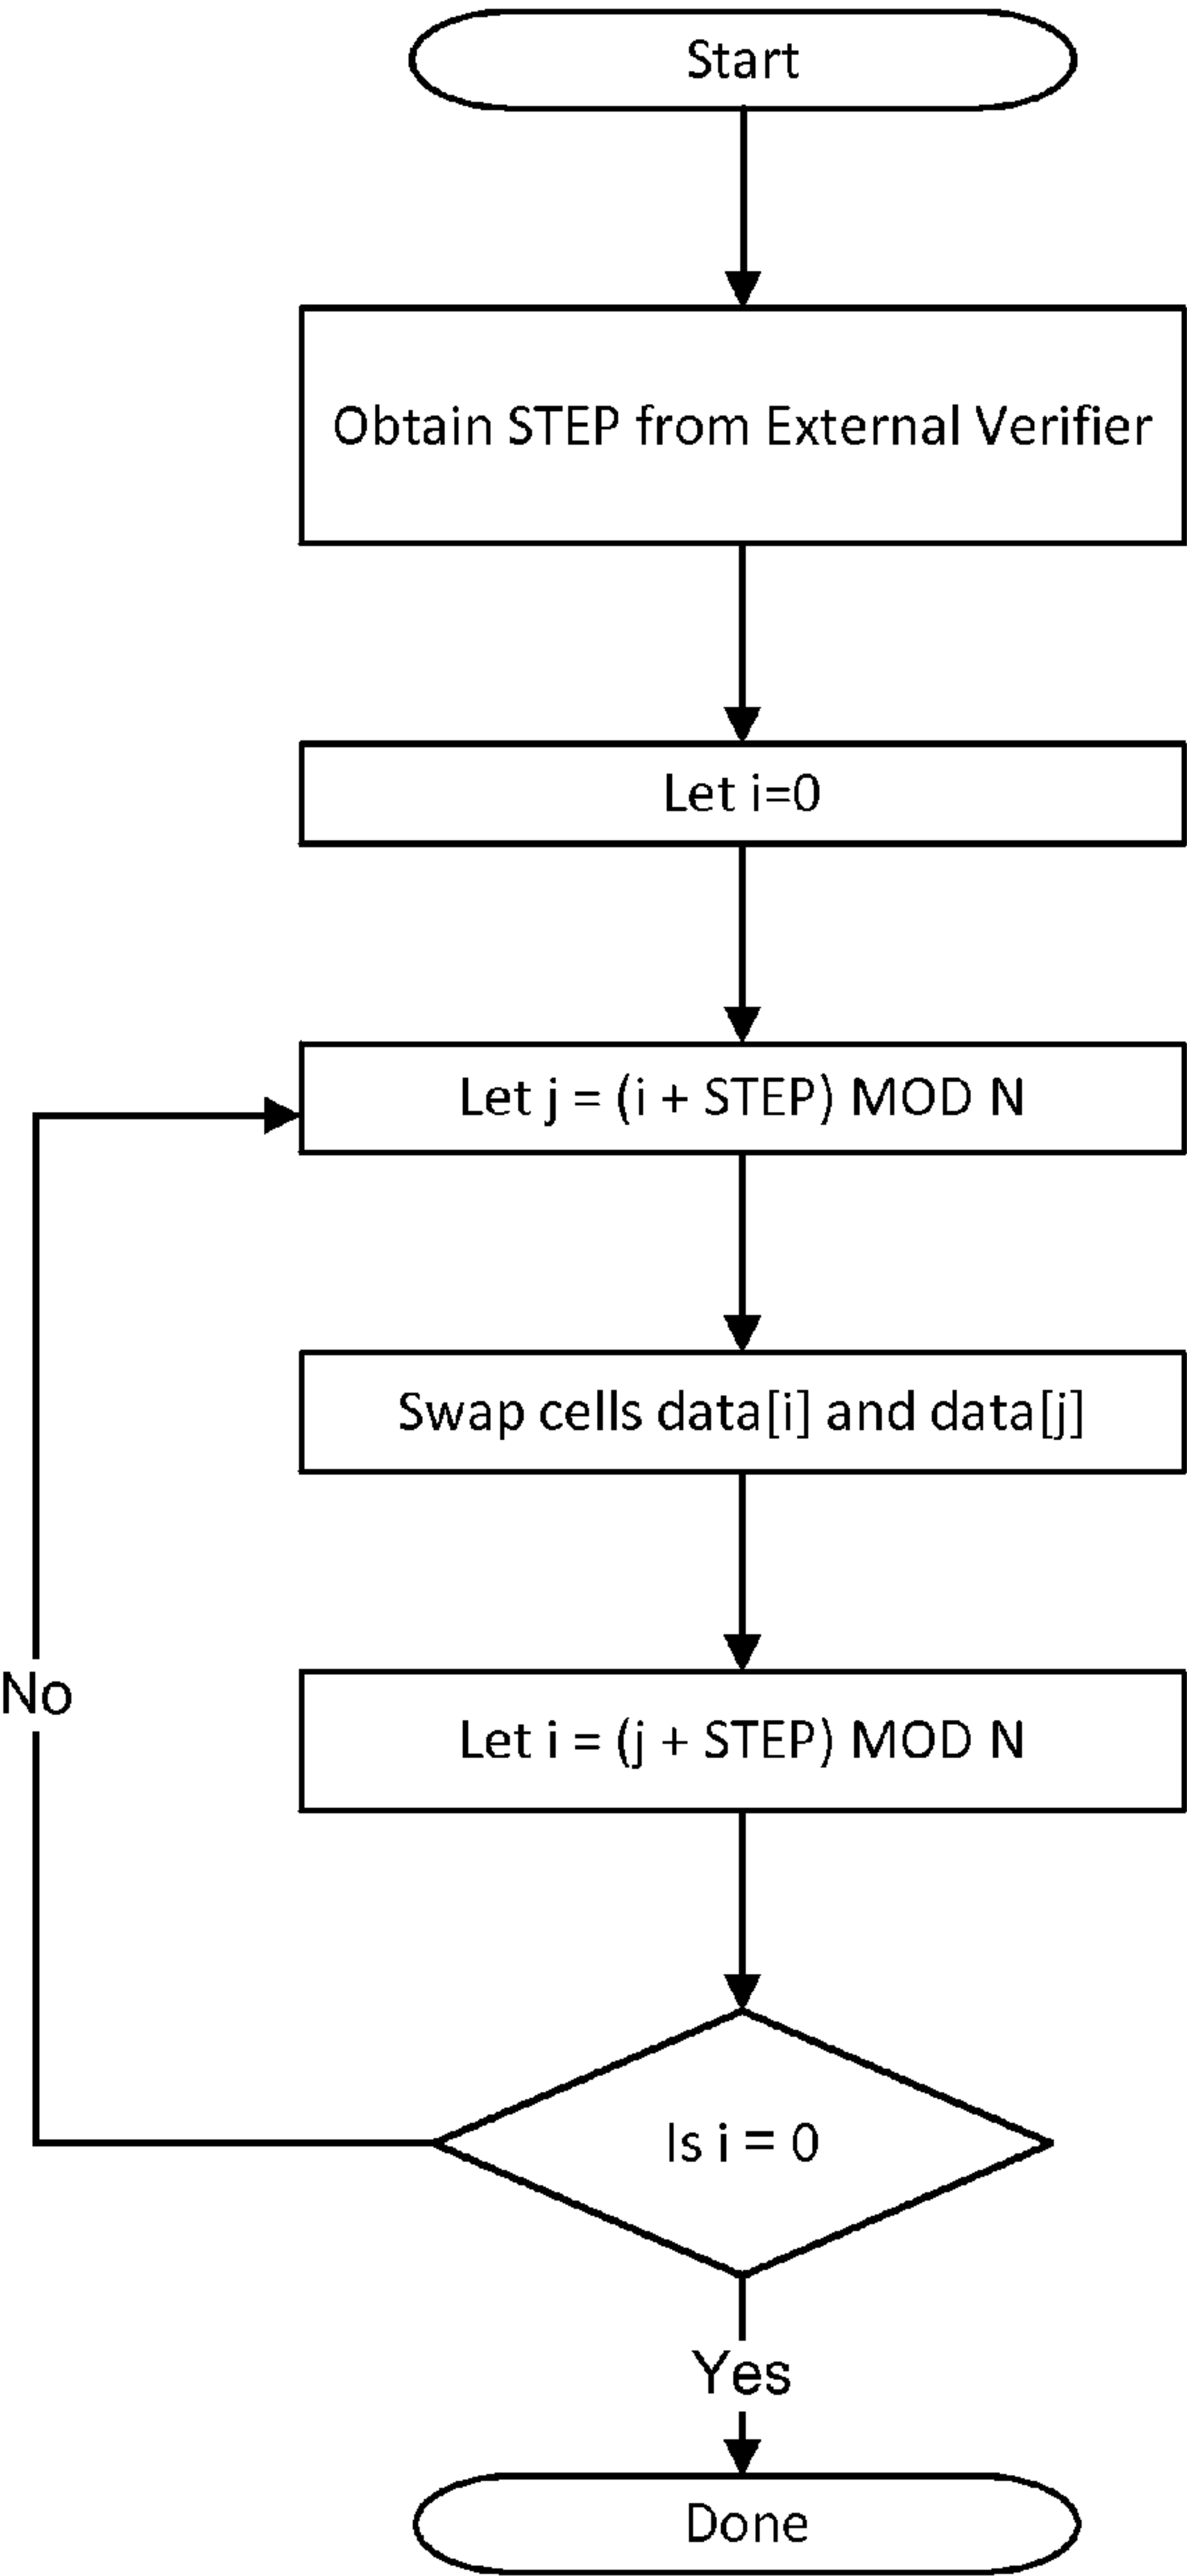 Start
Obtain STEP from External Verifier
Let i=0
Let j = (i + STEP) MOD N
Swap cells data[i] and data[j]
No
Let i = (j + STEP) MOD N
Is i = 0
Yes
Done